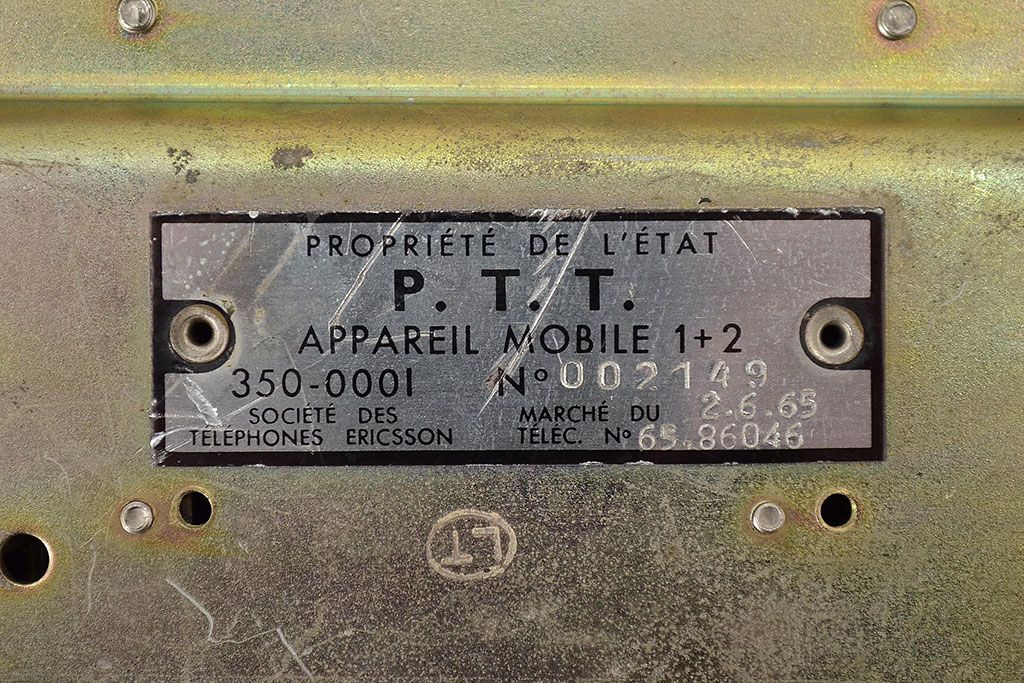 PROPRIÉTÉ DE L'ÉTAT
P. T. T.
APPAREIL MOBILE 1+2
350-0001 N° 002149
SOCIÉTÉ DES MARCHÉ DU 2.6.65
TÉLÉPHONES ERICSSON TÉLÉC. N° 65.86046
LT